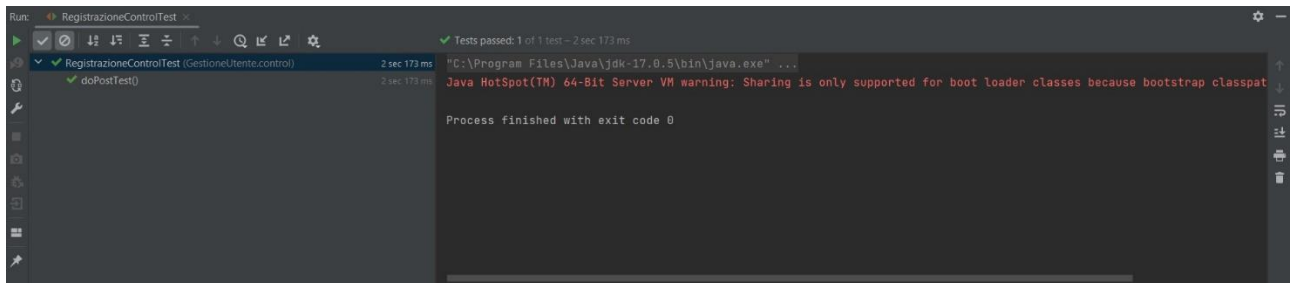 Run: RegistrazioneControlTest
Tests passed: 1 of 1 test – 2 sec 173 ms
RegistrazioneControlTest (GestioneUtente.control) 2 sec 173 ms
doPostTest() 2 sec 173 ms
"C:\Program Files\Java\jdk-17.0.5\bin\java.exe" ...
Java HotSpot(TM) 64-Bit Server VM warning: Sharing is only supported for boot loader classes because bootstrap classpat
Process finished with exit code 0